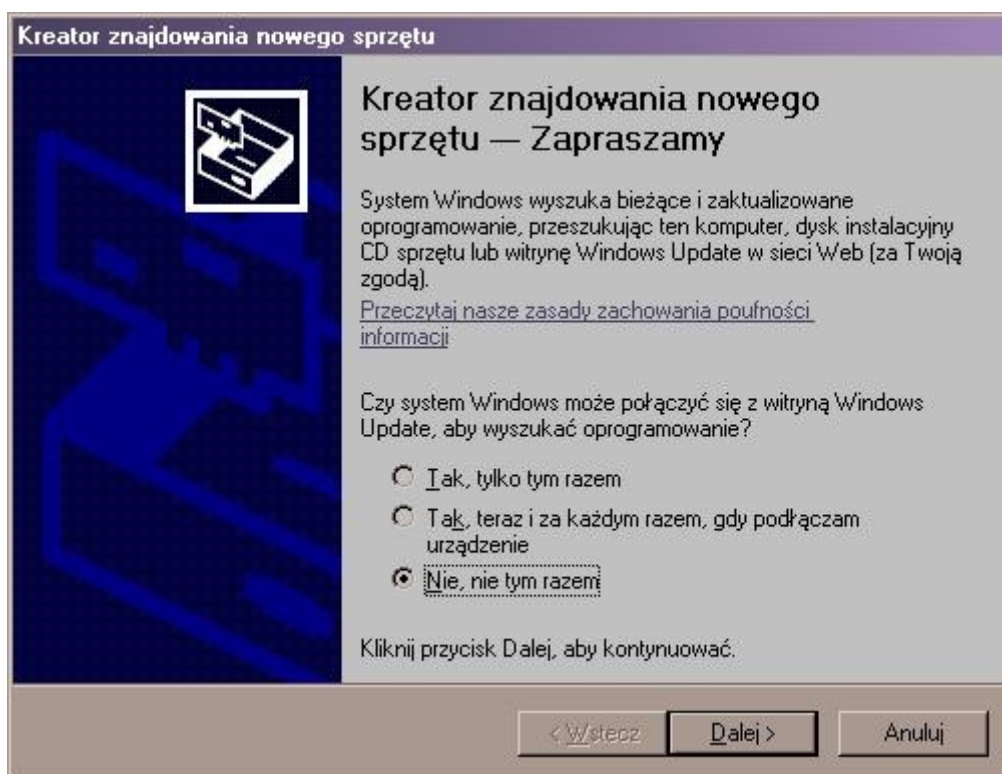 Kreator znajdowania nowego sprzętu
Kreator znajdowania nowego
sprzętu — Zapraszamy
System Windows wyszuka bieżące i zaktualizowane
oprogramowanie, przeszukując ten komputer, dysk instalacyjny
CD sprzętu lub witrynę Windows Update w sieci Web (za Twoją
zgodą).
Przeczytaj nasze zasady zachowania poufności
informacji
Czy system Windows może połączyć się z witryną Windows
Update, aby wyszukać oprogramowanie?
Tak, tylko tym razem
Tak, teraz i za każdym razem, gdy podłączam
urządzenie
Nie, nie tym razem
Kliknij przycisk Dalej, aby kontynuować.
< Wstecz Dalej > Anuluj